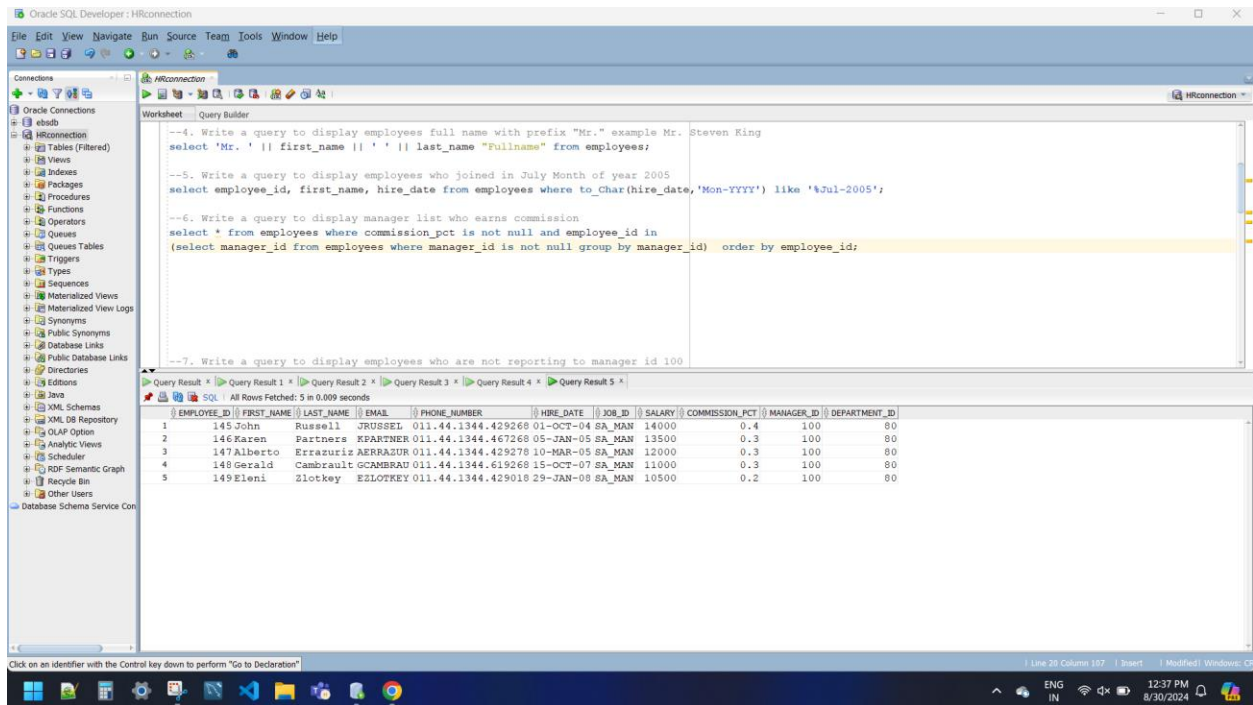 Oracle SQL Developer : HRconnection
File Edit View Navigate Run Source Team Tools Window Help
Connections
HRconnection
HRconnection
Oracle Connections
ebsdb
HRconnection
Tables (Filtered)
Views
Indexes
Packages
Procedures
Functions
Operators
Queues
Queues Tables
Triggers
Types
Sequences
Materialized Views
Materialized View Logs
Synonyms
Public Synonyms
Database Links
Public Database Links
Directories
Editions
Java
XML Schemas
XML DB Repository
OLAP Option
Analytic Views
Scheduler
RDF Semantic Graph
Recycle Bin
Other Users
Database Schema Service Con
Worksheet Query Builder
--4. Write a query to display employees full name with prefix "Mr." example Mr. Steven King
select 'Mr. ' || first_name || ' ' || last_name "Fullname" from employees;
--5. Write a query to display employees who joined in July Month of year 2005
select employee_id, first_name, hire_date from employees where to_Char(hire_date,'Mon-YYYY') like '%Jul-2005';
--6. Write a query to display manager list who earns commission
select * from employees where commission_pct is not null and employee_id in
(select manager_id from employees where manager_id is not null group by manager_id) order by employee_id;
--7. Write a query to display employees who are not reporting to manager id 100
Query Result × Query Result 1 × Query Result 2 × Query Result 3 × Query Result 4 × Query Result 5 ×
SQL | All Rows Fetched: 5 in 0.009 seconds
EMPLOYEE_ID FIRST_NAME LAST_NAME EMAIL PHONE_NUMBER HIRE_DATE JOB_ID SALARY COMMISSION_PCT MANAGER_ID DEPARTMENT_ID
1 145 John Russell JRUSSEL 011.44.1344.429268 01-OCT-04 SA_MAN 14000 0.4 100 80
2 146 Karen Partners KPARTNER 011.44.1344.467268 05-JAN-05 SA_MAN 13500 0.3 100 80
3 147 Alberto Errazuriz AERRAZUR 011.44.1344.429278 10-MAR-05 SA_MAN 12000 0.3 100 80
4 148 Gerald Cambrault GCAMBRAU 011.44.1344.619268 15-OCT-07 SA_MAN 11000 0.3 100 80
5 149 Eleni Zlotkey EZLOTKEY 011.44.1344.429018 29-JAN-08 SA_MAN 10500 0.2 100 80
Click on an identifier with the Control key down to perform "Go to Declaration"
Line 20 Column 107 | Insert | Modified | Windows: CR
ENG
IN
12:37 PM
8/30/2024